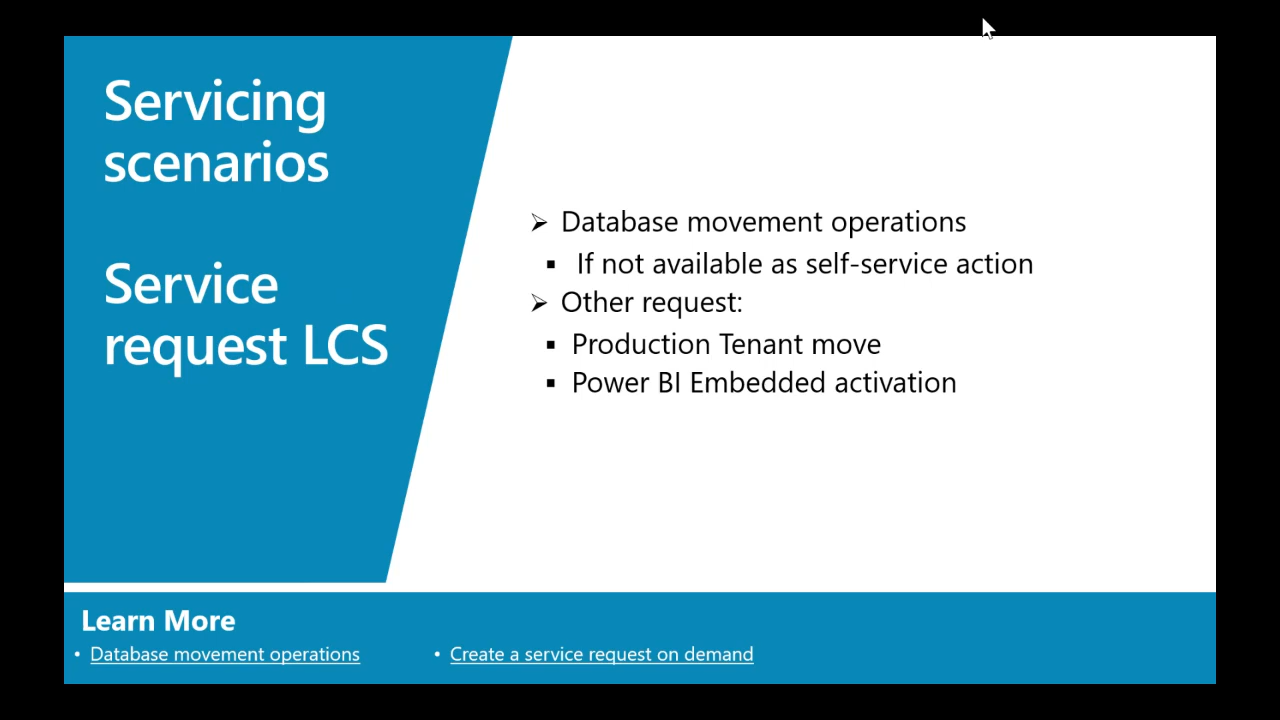 Servicing
scenarios
Service
request LCS
➢ Database movement operations
▪ If not available as self-service action
➢ Other request:
▪ Production Tenant move
▪ Power BI Embedded activation
Learn More
• Database movement operations
• Create a service request on demand